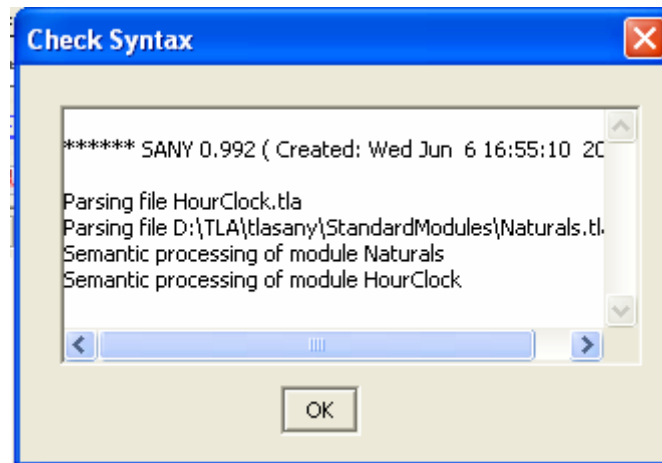 Check Syntax
****** SANY 0.992 ( Created: Wed Jun 6 16:55:10 20
Parsing file HourClock.tla
Parsing file D:\TLA\tlasany\StandardModules\Naturals.tl
Semantic processing of module Naturals
Semantic processing of module HourClock
OK